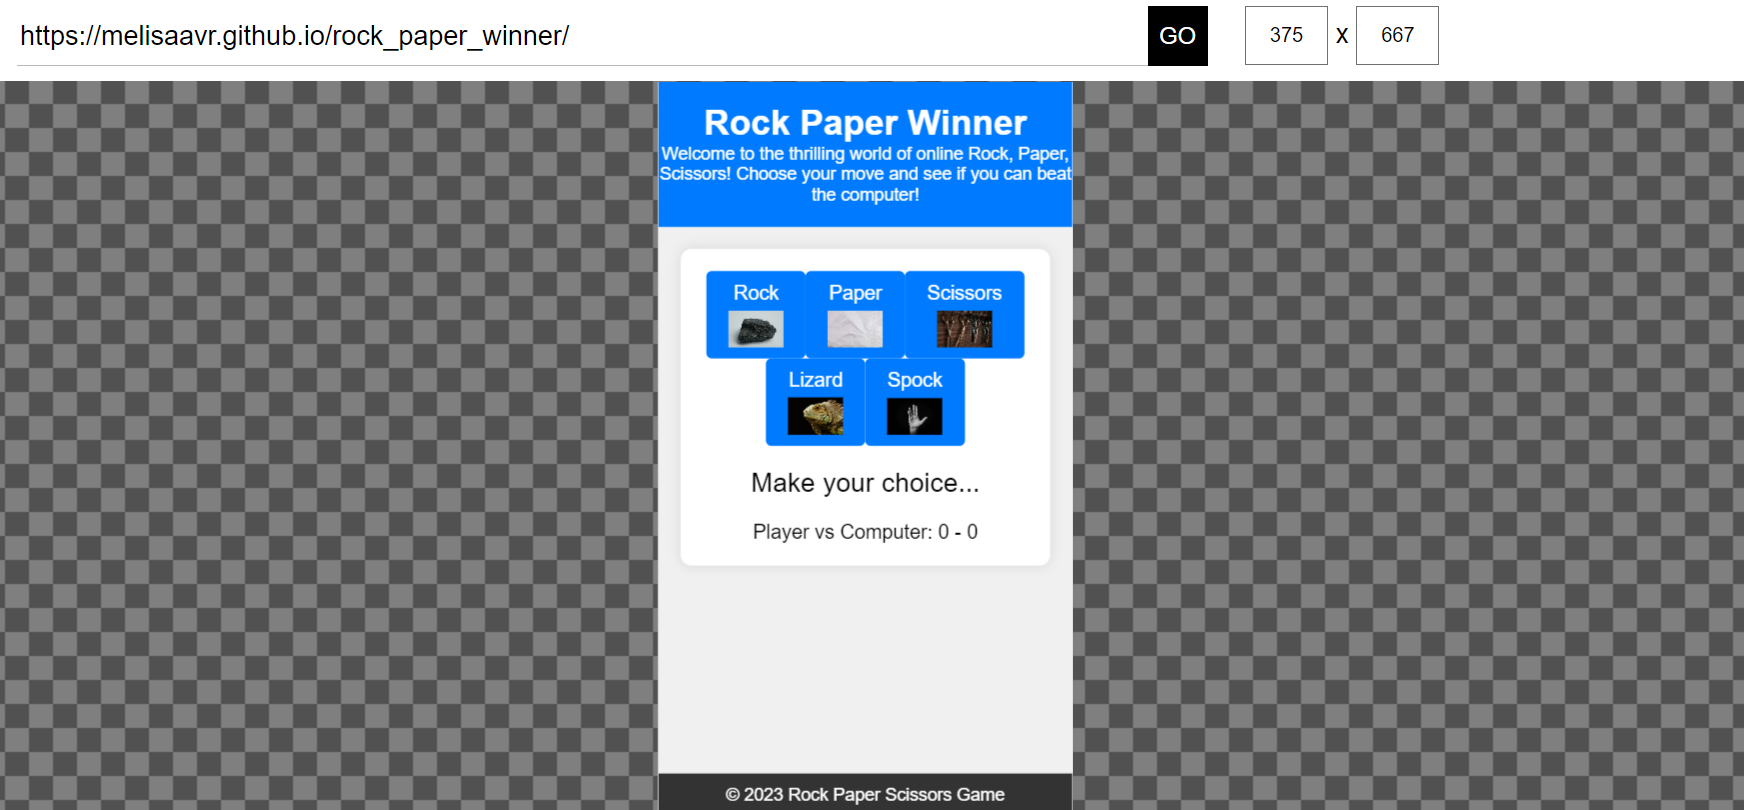 https://melisaavr.github.io/rock_paper_winner/
GO
375 x 667
Rock Paper Winner
Welcome to the thrilling world of online Rock, Paper,
Scissors! Choose your move and see if you can beat
the computer!
Rock Paper Scissors
Lizard Spock
Make your choice...
Player vs Computer: 0 - 0
© 2023 Rock Paper Scissors Game